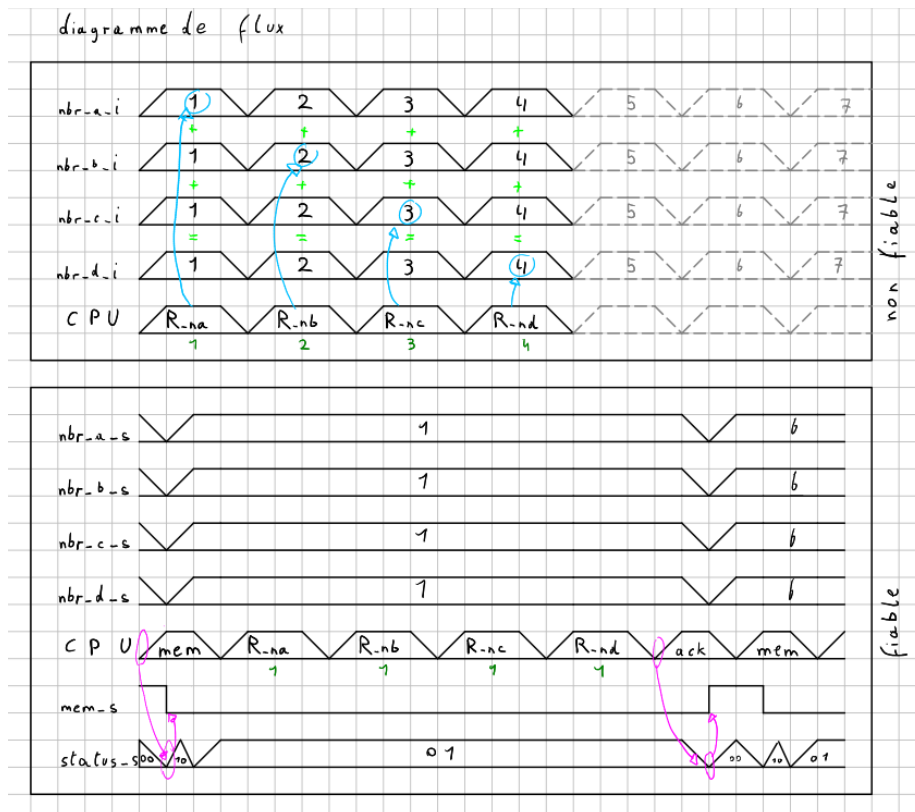 diagramme de flux
nbr_a_i 1 2 3 4 5 6 7
+ + + +
nbr_b_i 1 2 3 4 5 6 7
+ + + +
nbr_c_i 1 2 3 4 5 6 7
= = = =
nbr_d_i 1 2 3 4 5 6 7
CPU R_na R_nb R_nc R_nd
1 2 3 4
non fiable
nbr_a_s 1 6
nbr_b_s 1 6
nbr_c_s 1 6
nbr_d_s 1 6
CPU mem R_na R_nb R_nc R_nd ack mem
1 1 1 1
mem_s
status_s 00 10 01 00 10 01
fiable